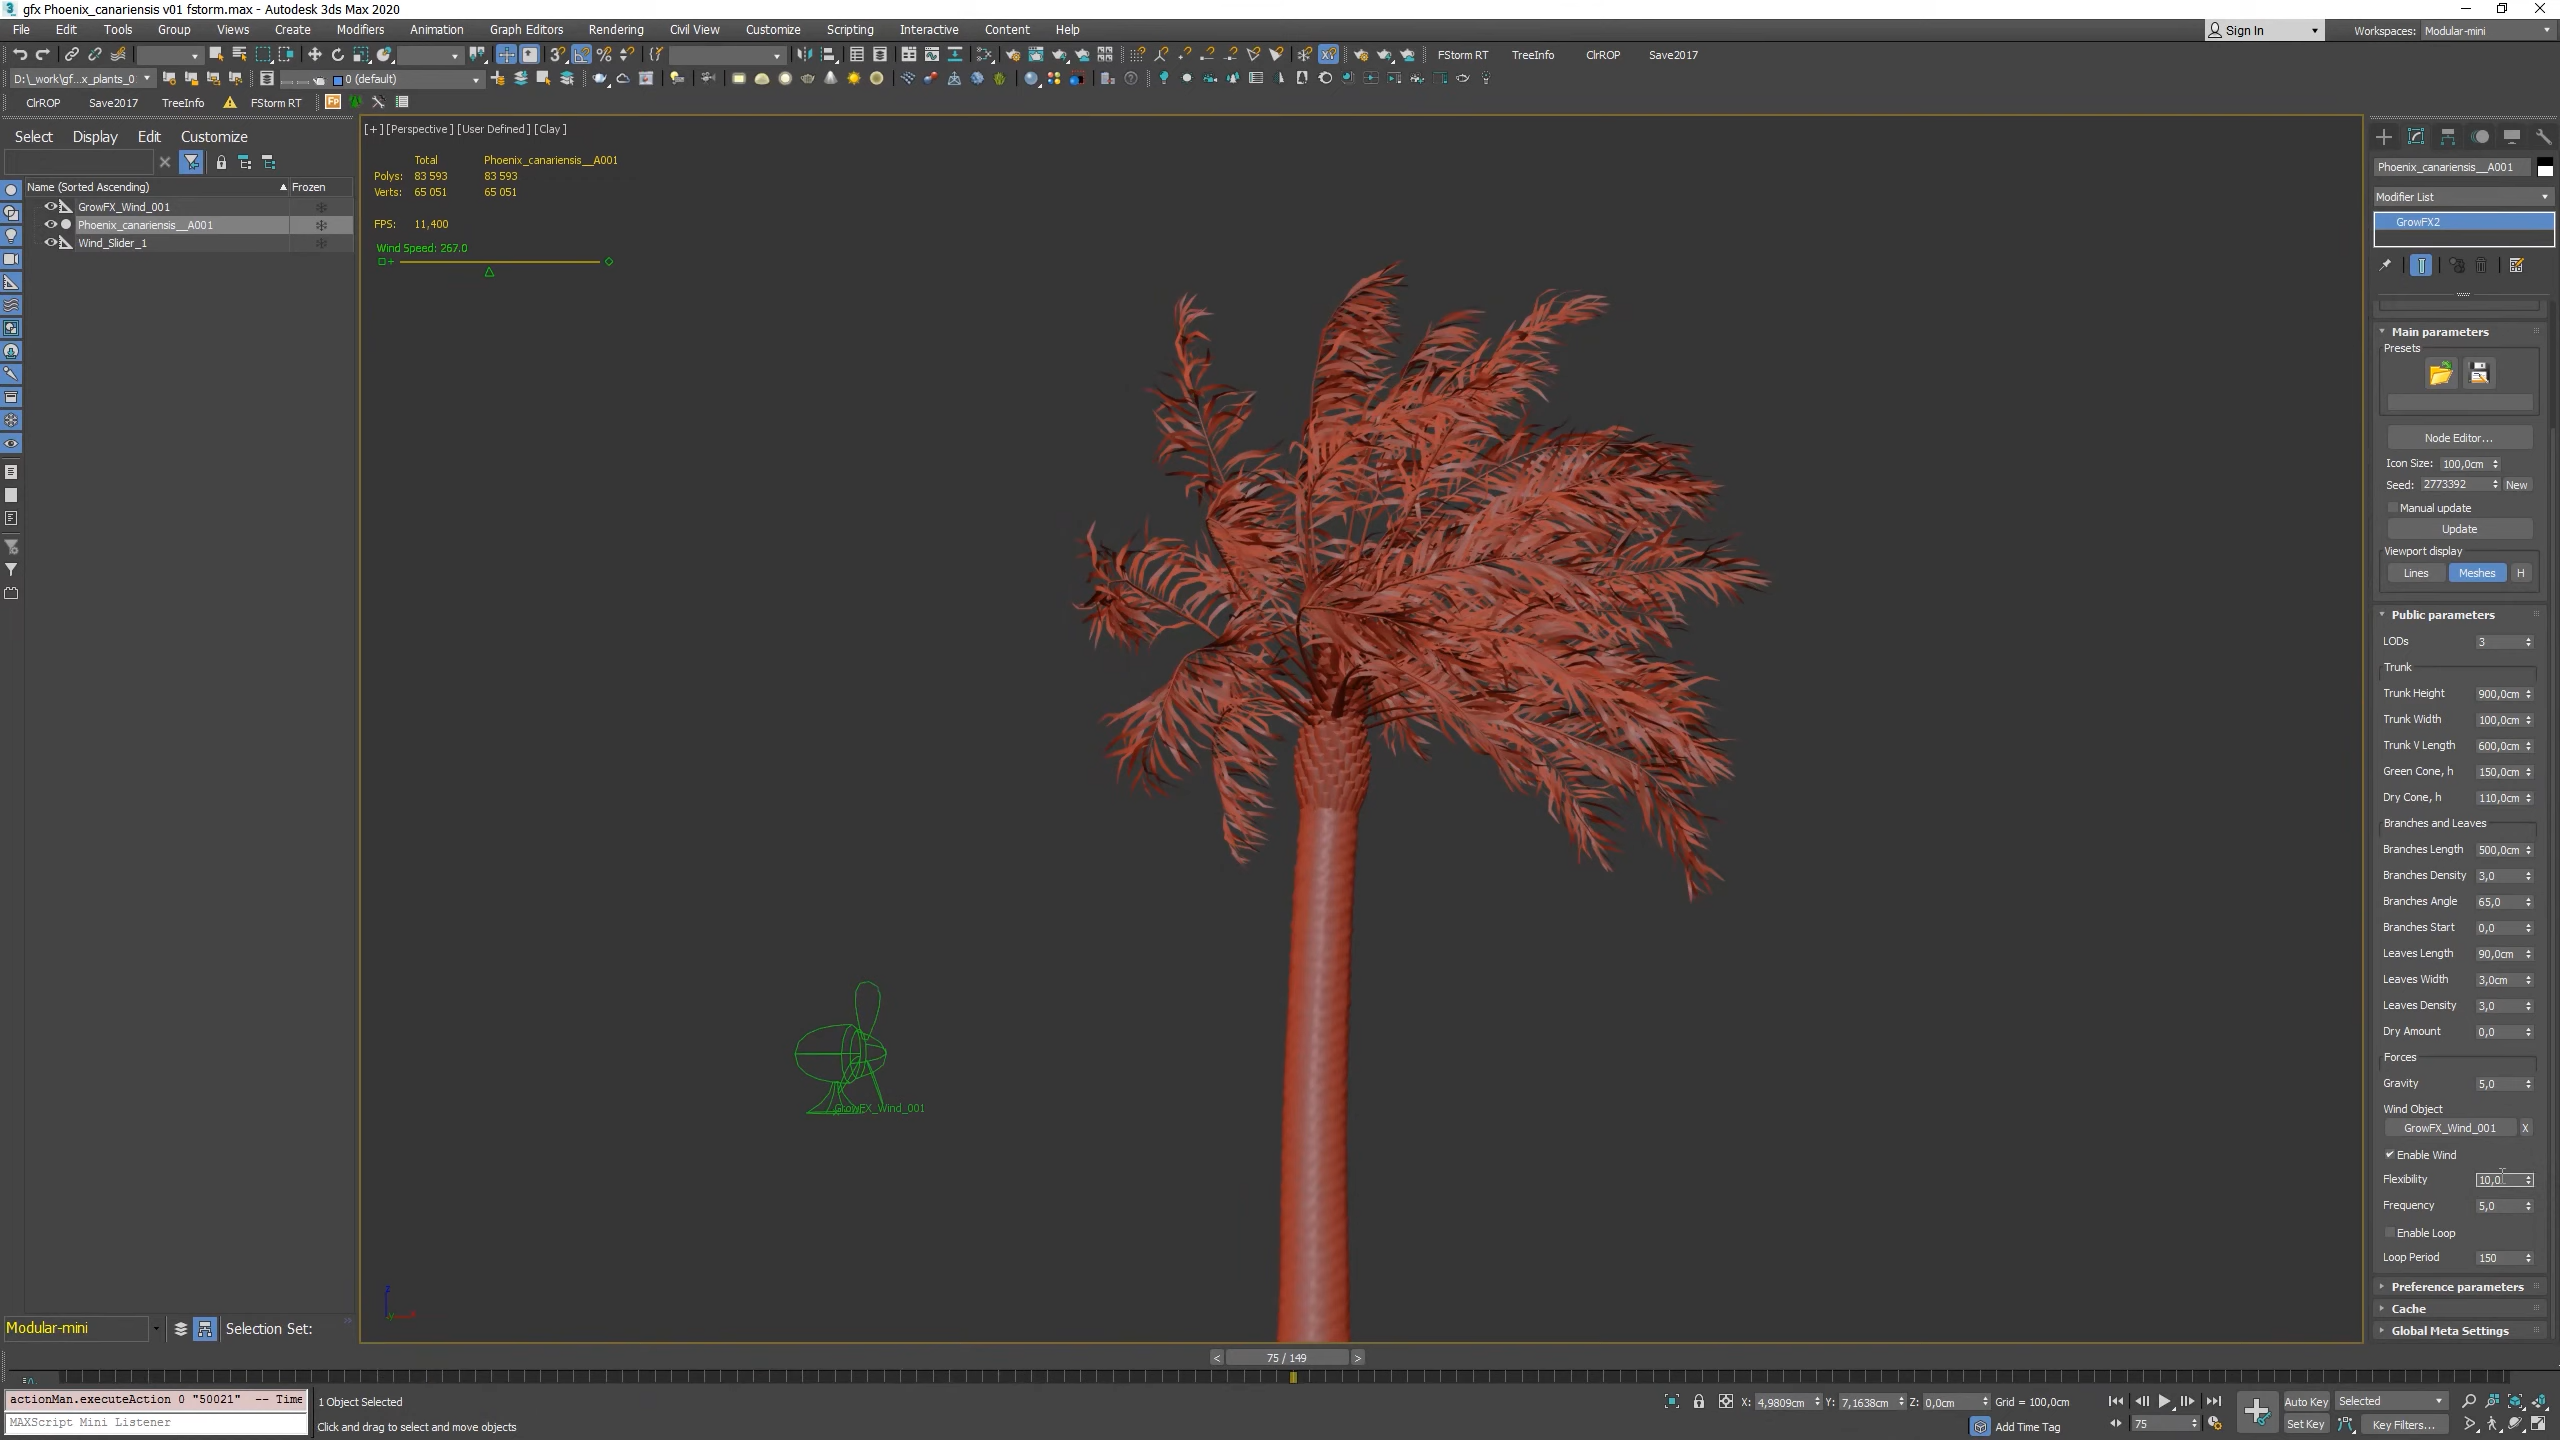 gfx Phoenix_canariensis v01 fstorm.max - Autodesk 3ds Max 2020
File Edit Tools Group Views Create Modifiers Animation Graph Editors Rendering Civil View Customize Scripting Interactive Content Help
Sign In Workspaces: Modular-mini
FStorm RT TreeInfo ClrROP Save2017
D:\_work\gf...x_plants_0 0 (default)
ClrROP Save2017 TreeInfo FStorm RT Fp
Select Display Edit Customize
Name (Sorted Ascending) Frozen
GrowFX_Wind_001
Phoenix_canariensis__A001
Wind_Slider_1
[+] [Perspective] [User Defined] [Clay]
Total Phoenix_canariensis__A001
Polys: 83 593 83 593
Verts: 65 051 65 051
FPS: 11,400
Wind Speed: 267.0
GrowFX_Wind_001
Phoenix_canariensis__A001
Modifier List
GrowFX2
Main parameters
Presets
Node Editor...
Icon Size: 100,0cm
Seed: 2773392 New
Manual update
Update
Viewport display
Lines Meshes H
Public parameters
LODs 3
Trunk
Trunk Height 900,0cm
Trunk Width 100,0cm
Trunk V Length 600,0cm
Green Cone, h 150,0cm
Dry Cone, h 110,0cm
Branches and Leaves
Branches Length 500,0cm
Branches Density 3,0
Branches Angle 65,0
Branches Start 0,0
Leaves Length 90,0cm
Leaves Width 3,0cm
Leaves Density 3,0
Dry Amount 0,0
Forces
Gravity 5,0
Wind Object
GrowFX_Wind_001 X
Enable Wind
Flexibility 10,0
Frequency 5,0
Enable Loop
Loop Period 150
Preference parameters
Cache
Global Meta Settings
Modular-mini Selection Set:
< 75 / 149 >
actionMan.executeAction 0 "50021" -- Time
MAXScript Mini Listener
1 Object Selected
Click and drag to select and move objects
X: 4,9809cm Y: 7,1638cm Z: 0,0cm Grid = 100,0cm
Add Time Tag
75
Auto Key Selected
Set Key Key Filters...